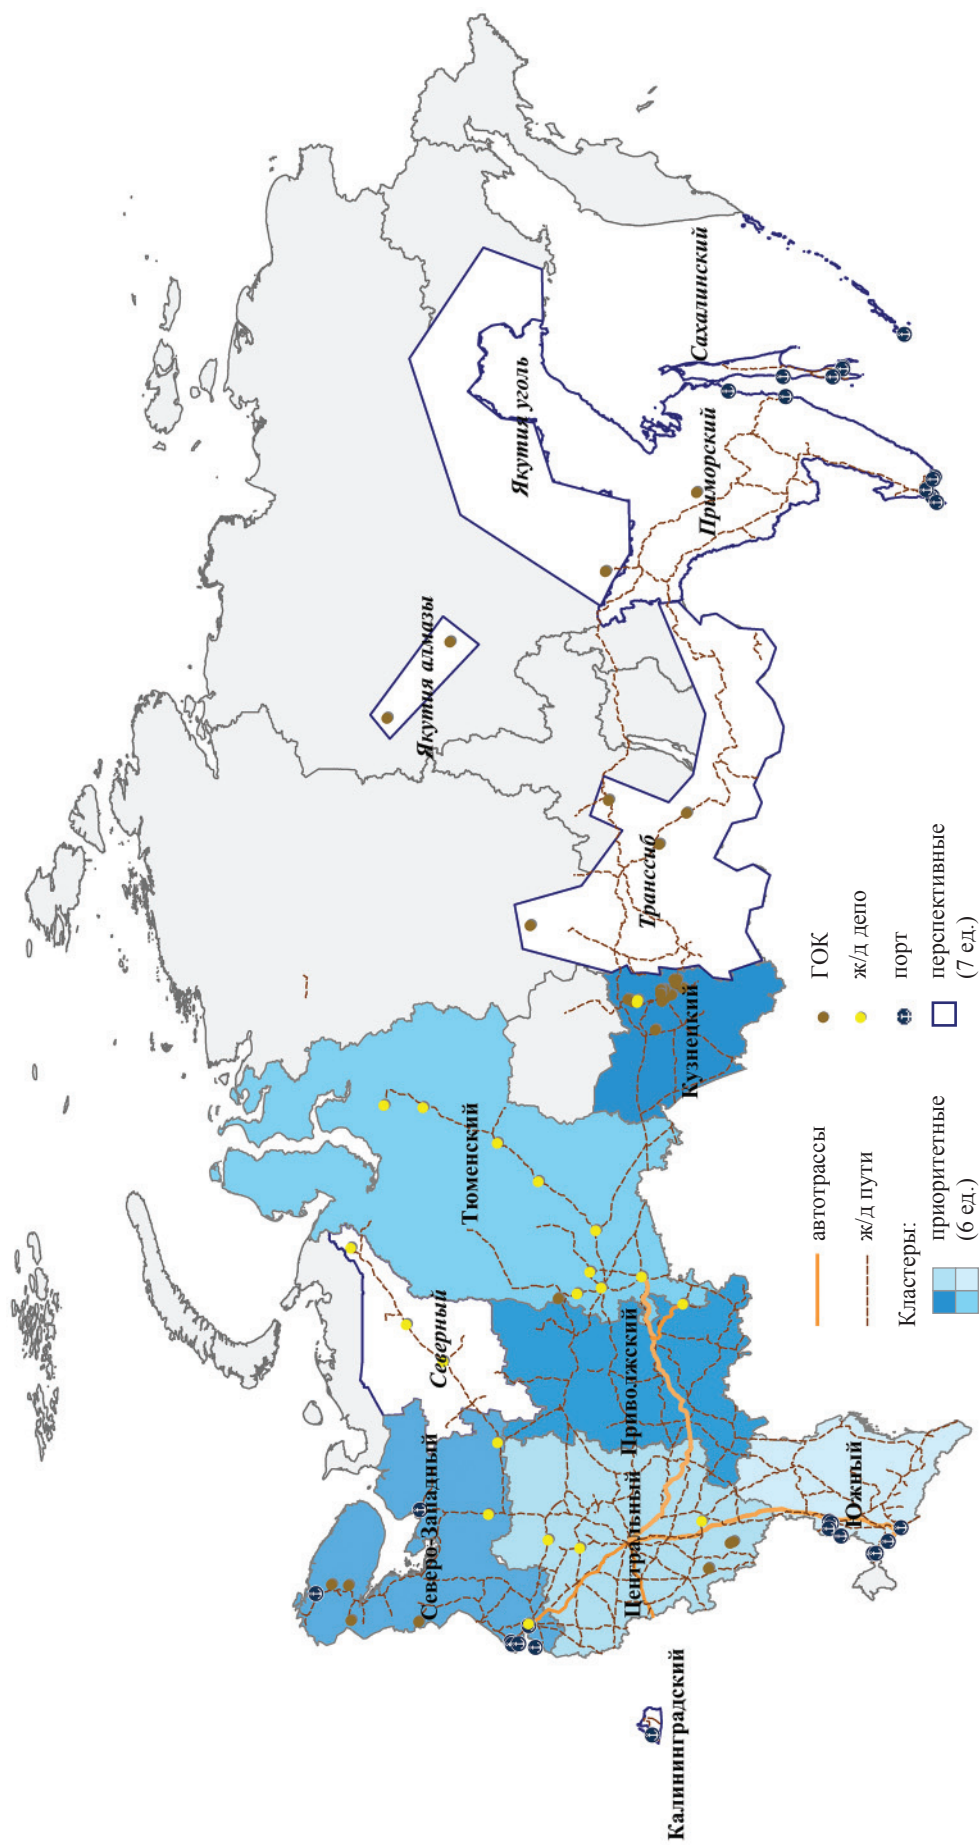 Калининградский
Северо-Западный
Центральный
Южный
Приволжский
Северный
Тюменский
Кузнецкий
Транссиб
Якутия алмазы
Якутия уголь
Приморский
Сахалинский
автотрассы
ж/д пути
Кластеры:
приоритетные
(6 ед.)
ГОК
ж/д депо
порт
перспективные
(7 ед.)